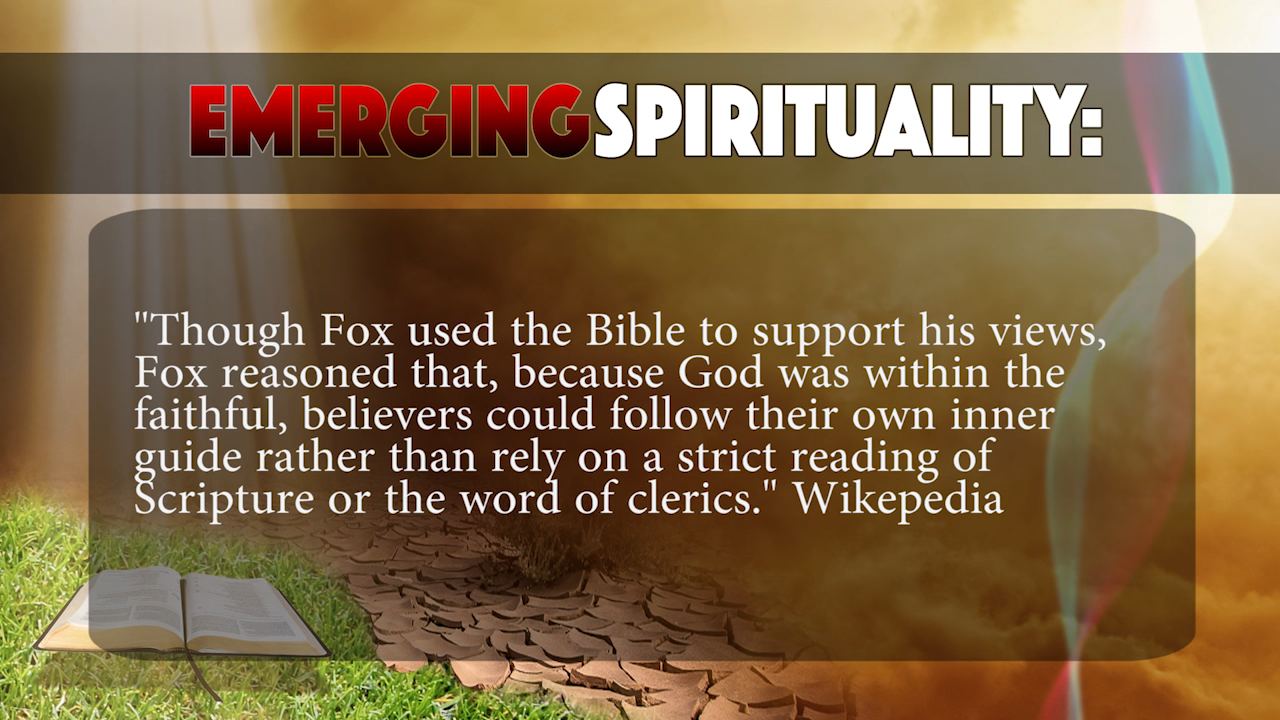 EMERGING SPIRITUALITY:
"Though Fox used the Bible to support his views,
Fox reasoned that, because God was within the
faithful, believers could follow their own inner
guide rather than rely on a strict reading of
Scripture or the word of clerics." Wikepedia